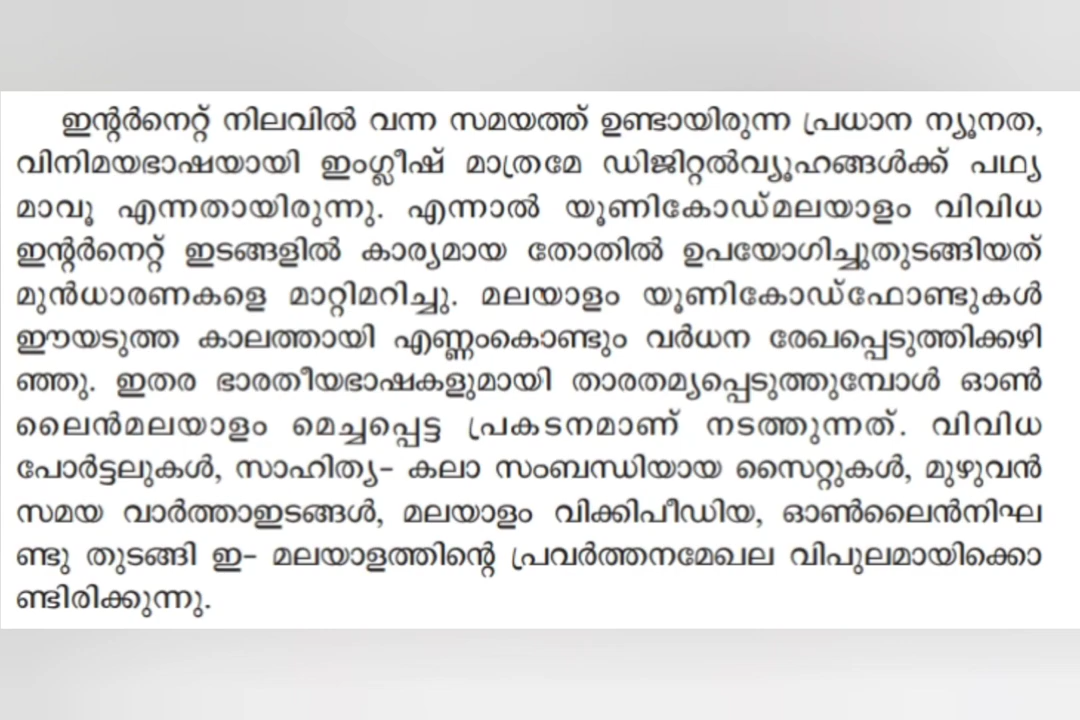 ഇന്റർനെറ്റ് നിലവിൽ വന്ന സമയത്ത് ഉണ്ടായിരുന്ന പ്രധാന ന്യൂനത,
വിനിമയഭാഷയായി ഇംഗ്ലീഷ് മാത്രമേ ഡിജിറ്റൽവ്യൂഹങ്ങൾക്ക് പഥ്യ
മാവൂ എന്നതായിരുന്നു. എന്നാൽ യൂണികോഡ്മലയാളം വിവിധ
ഇന്റർനെറ്റ് ഇടങ്ങളിൽ കാര്യമായ തോതിൽ ഉപയോഗിച്ചുതുടങ്ങിയത്
മുൻധാരണകളെ മാറ്റിമറിച്ചു. മലയാളം യൂണികോഡ്ഫോണ്ടുകൾ
ഈയടുത്ത കാലത്തായി എണ്ണംകൊണ്ടും വർധന രേഖപ്പെടുത്തിക്കഴി
ഞ്ഞു. ഇതര ഭാരതീയഭാഷകളുമായി താരതമ്യപ്പെടുത്തുമ്പോൾ ഓൺ
ലൈൻമലയാളം മെച്ചപ്പെട്ട പ്രകടനമാണ് നടത്തുന്നത്. വിവിധ
പോർട്ടലുകൾ, സാഹിത്യ- കലാ സംബന്ധിയായ സൈറ്റുകൾ, മുഴുവൻ
സമയ വാർത്താഇടങ്ങൾ, മലയാളം വിക്കിപീഡിയ, ഓൺലൈൻനിഘ
ണ്ടു തുടങ്ങി ഇ- മലയാളത്തിന്റെ പ്രവർത്തനമേഖല വിപുലമായിക്കൊ
ണ്ടിരിക്കുന്നു.